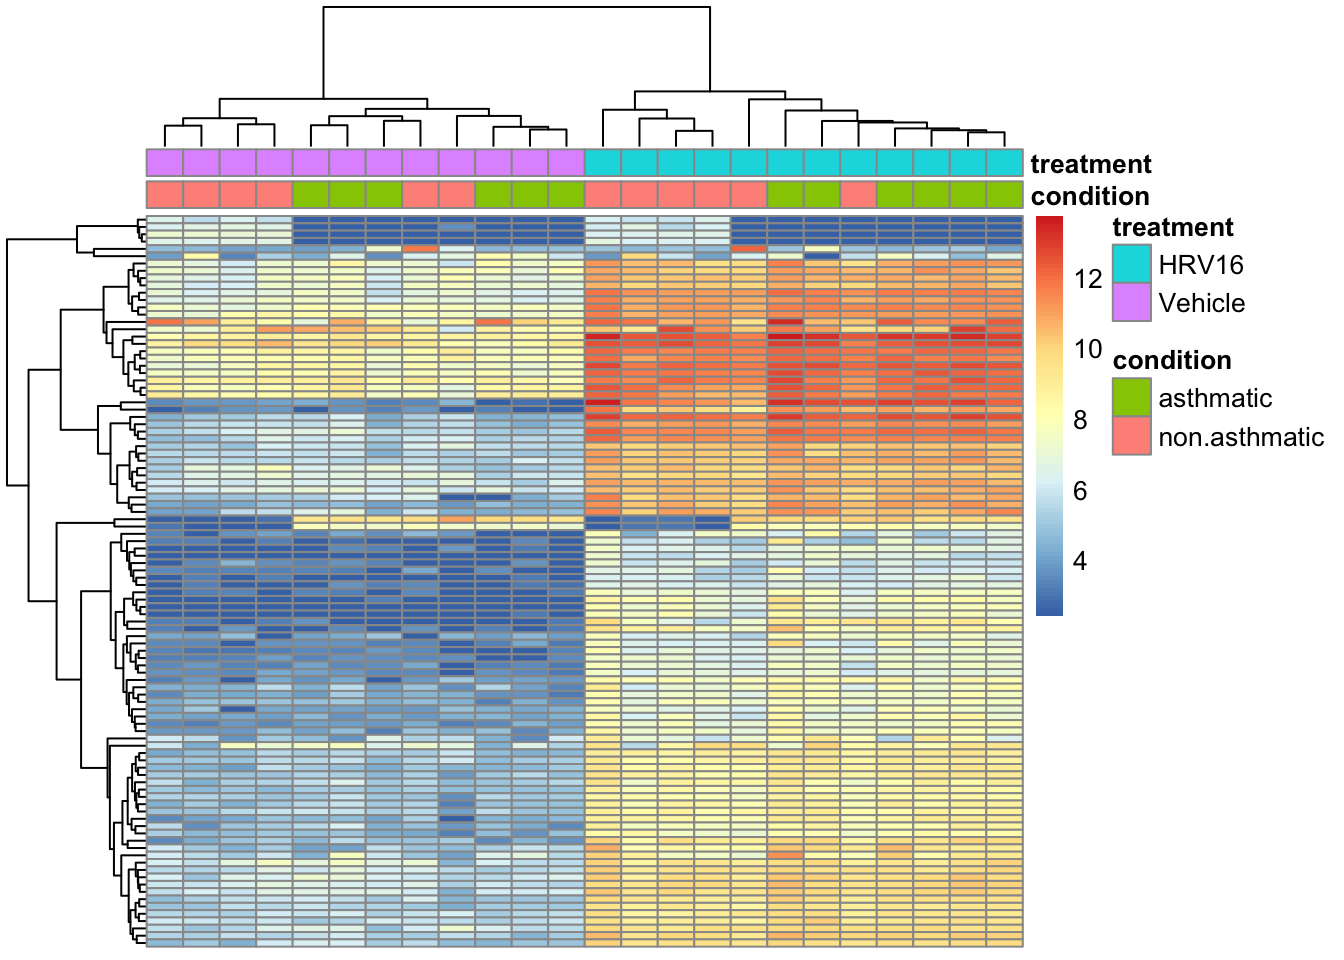 treatment
condition
treatment
HRV16
Vehicle
condition
asthmatic
non.asthmatic
12
10
8
6
4